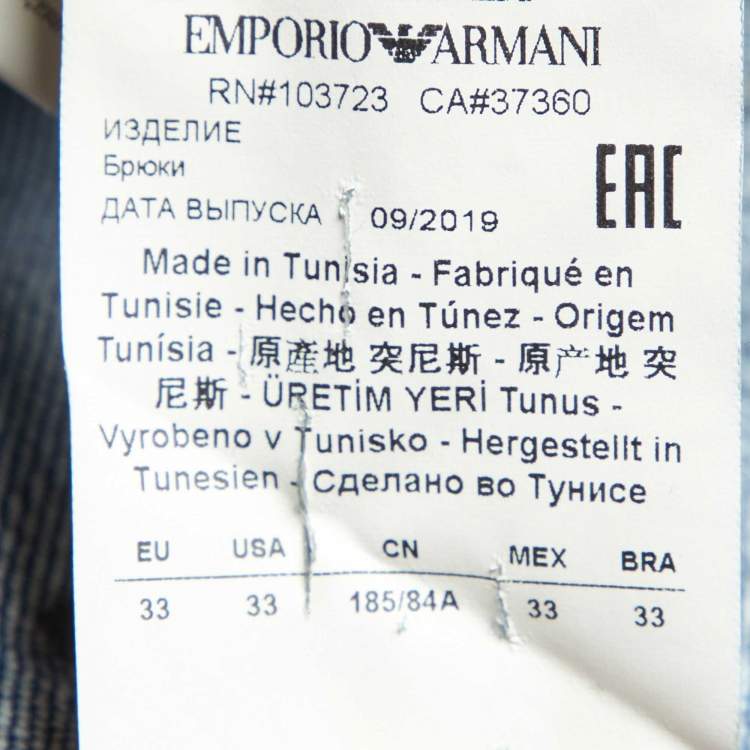 EMPORIO ARMANI
RN#103723 CA#37360
ИЗДЕЛИЕ
Брюки
EAC
ДАТА ВЫПУСКА 09/2019
Made in Tunisia - Fabriqué en
Tunisie - Hecho en Túnez - Origem
Tunísia - 原產地 突尼斯 - 原产地 突
尼斯 - ÜRETİM YERİ Tunus -
Vyrobeno v Tunisko - Hergestellt in
Tunesien - Сделано во Тунисе
EU USA CN MEX BRA
33 33 185/84A 33 33